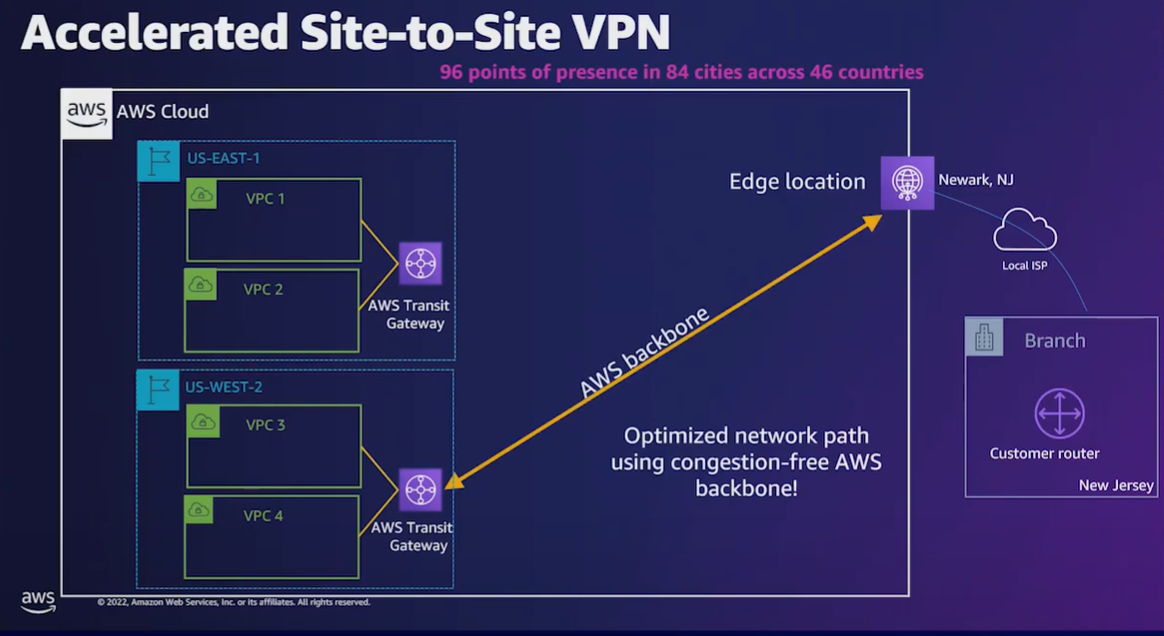 Accelerated Site-to-Site VPN
96 points of presence in 84 cities across 46 countries
aws
AWS Cloud
US-EAST-1
VPC 1
VPC 2
AWS Transit
Gateway
US-WEST-2
VPC 3
VPC 4
AWS Transit
Gateway
AWS backbone
Edge location
Newark, NJ
Local ISP
Optimized network path
using congestion-free AWS
backbone!
Branch
Customer router
New Jersey
aws
© 2022, Amazon Web Services, Inc. or its affiliates. All rights reserved.